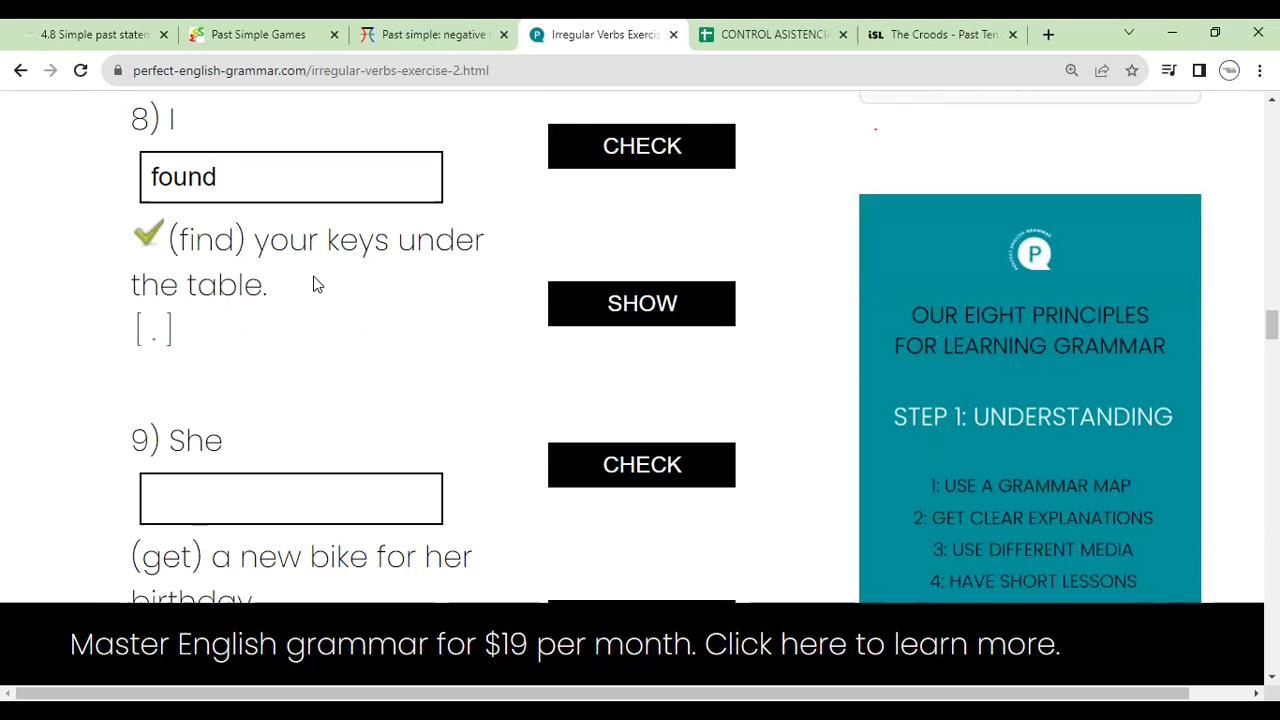 4.8 Simple past statem
Past Simple Games
Past simple: negative
Irregular Verbs Exercis
CONTROL ASISTENCIA
The Croods - Past Ten
perfect-english-grammar.com/irregular-verbs-exercise-2.html
8) I
CHECK
found
(find) your keys under
the table.
SHOW
[ . ]
9) She
CHECK
(get) a new bike for her
birthday
P
OUR EIGHT PRINCIPLES
FOR LEARNING GRAMMAR
STEP 1: UNDERSTANDING
1: USE A GRAMMAR MAP
2: GET CLEAR EXPLANATIONS
3: USE DIFFERENT MEDIA
4: HAVE SHORT LESSONS
Master English grammar for $19 per month. Click here to learn more.